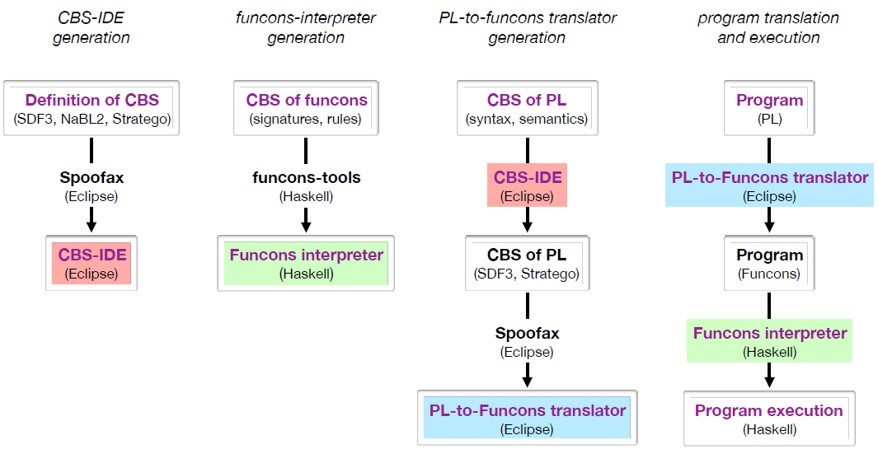 CBS-IDE
generation
Definition of CBS
(SDF3, NaBL2, Stratego)
Spoofax
(Eclipse)
CBS-IDE
(Eclipse)
funcons-interpreter
generation
CBS of funcons
(signatures, rules)
funcons-tools
(Haskell)
Funcons interpreter
(Haskell)
PL-to-funcons translator
generation
CBS of PL
(syntax, semantics)
CBS-IDE
(Eclipse)
CBS of PL
(SDF3, Stratego)
Spoofax
(Eclipse)
PL-to-Funcons translator
(Eclipse)
program translation
and execution
Program
(PL)
PL-to-Funcons translator
(Eclipse)
Program
(Funcons)
Funcons interpreter
(Haskell)
Program execution
(Haskell)